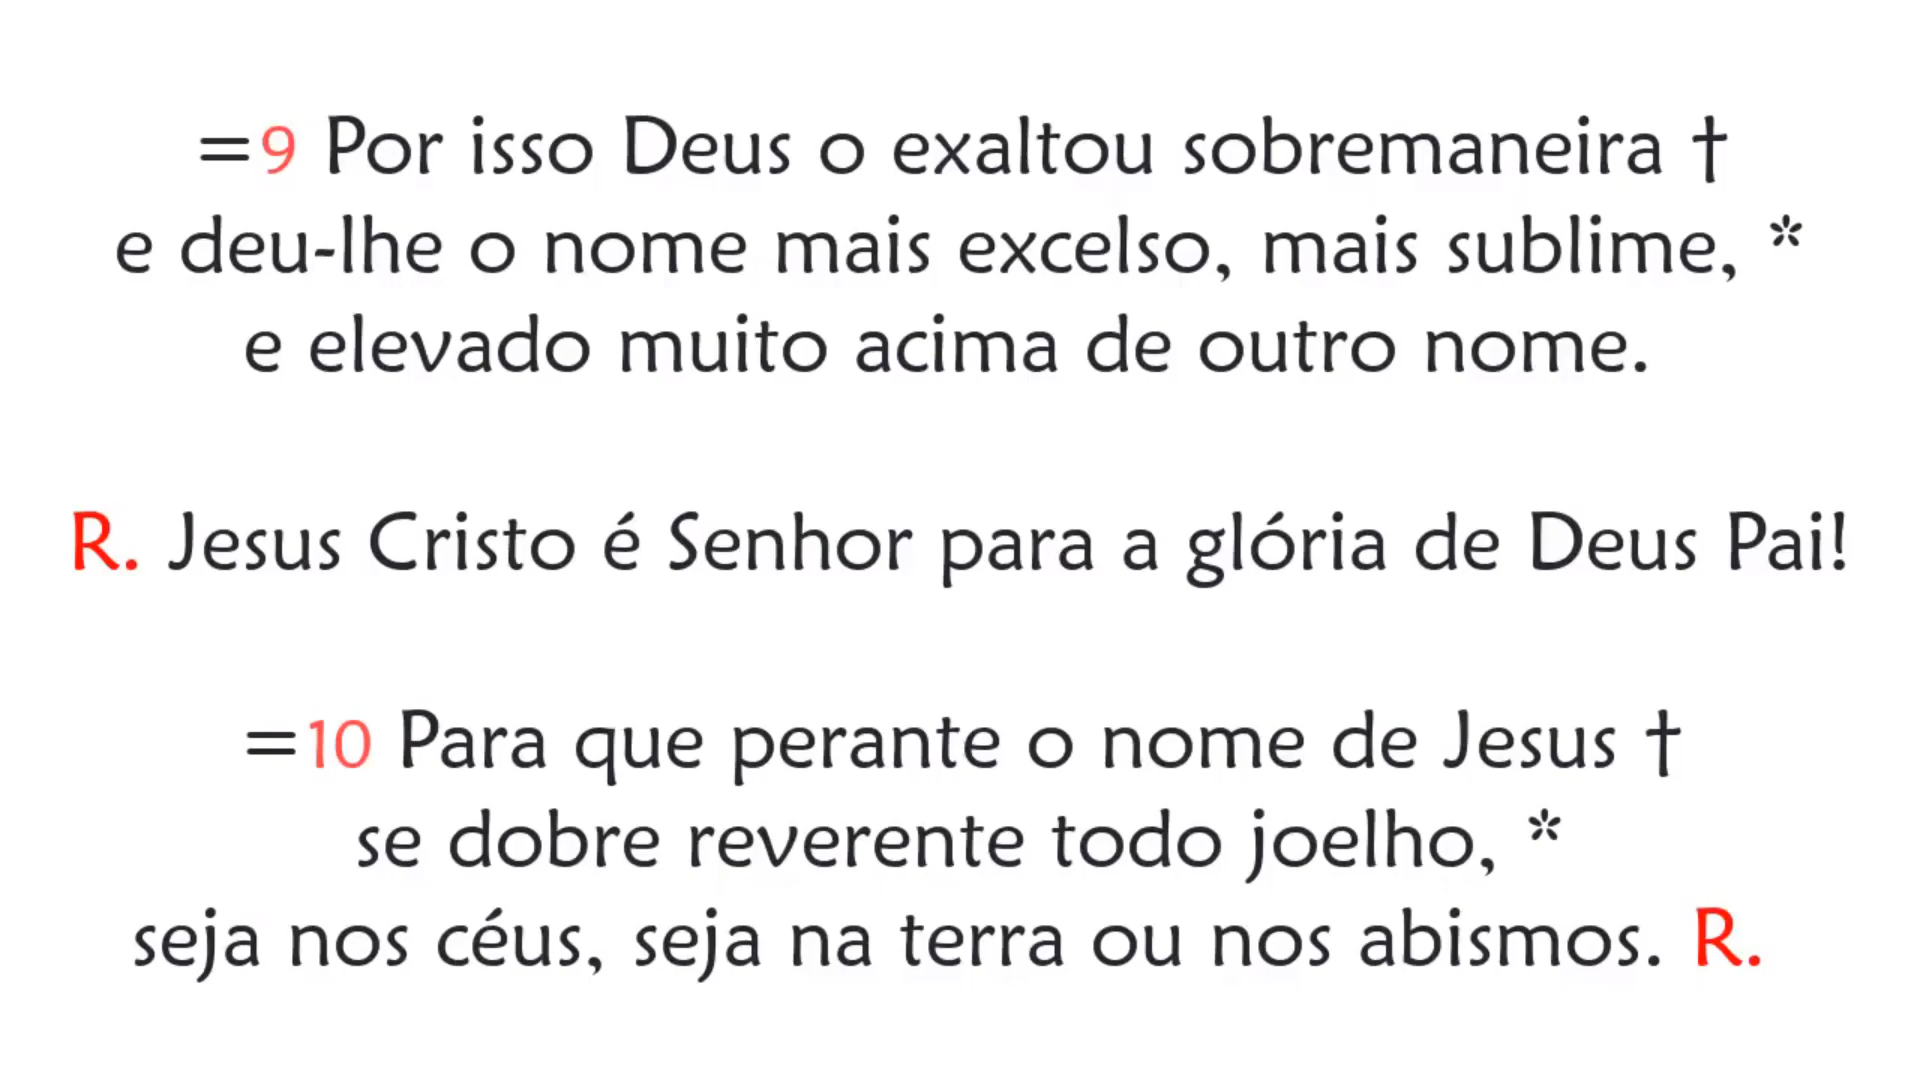 =9 Por isso Deus o exaltou sobremaneira †
e deu-lhe o nome mais excelso, mais sublime, *
e elevado muito acima de outro nome.
R. Jesus Cristo é Senhor para a glória de Deus Pai!
=10 Para que perante o nome de Jesus †
se dobre reverente todo joelho, *
seja nos céus, seja na terra ou nos abismos. R.